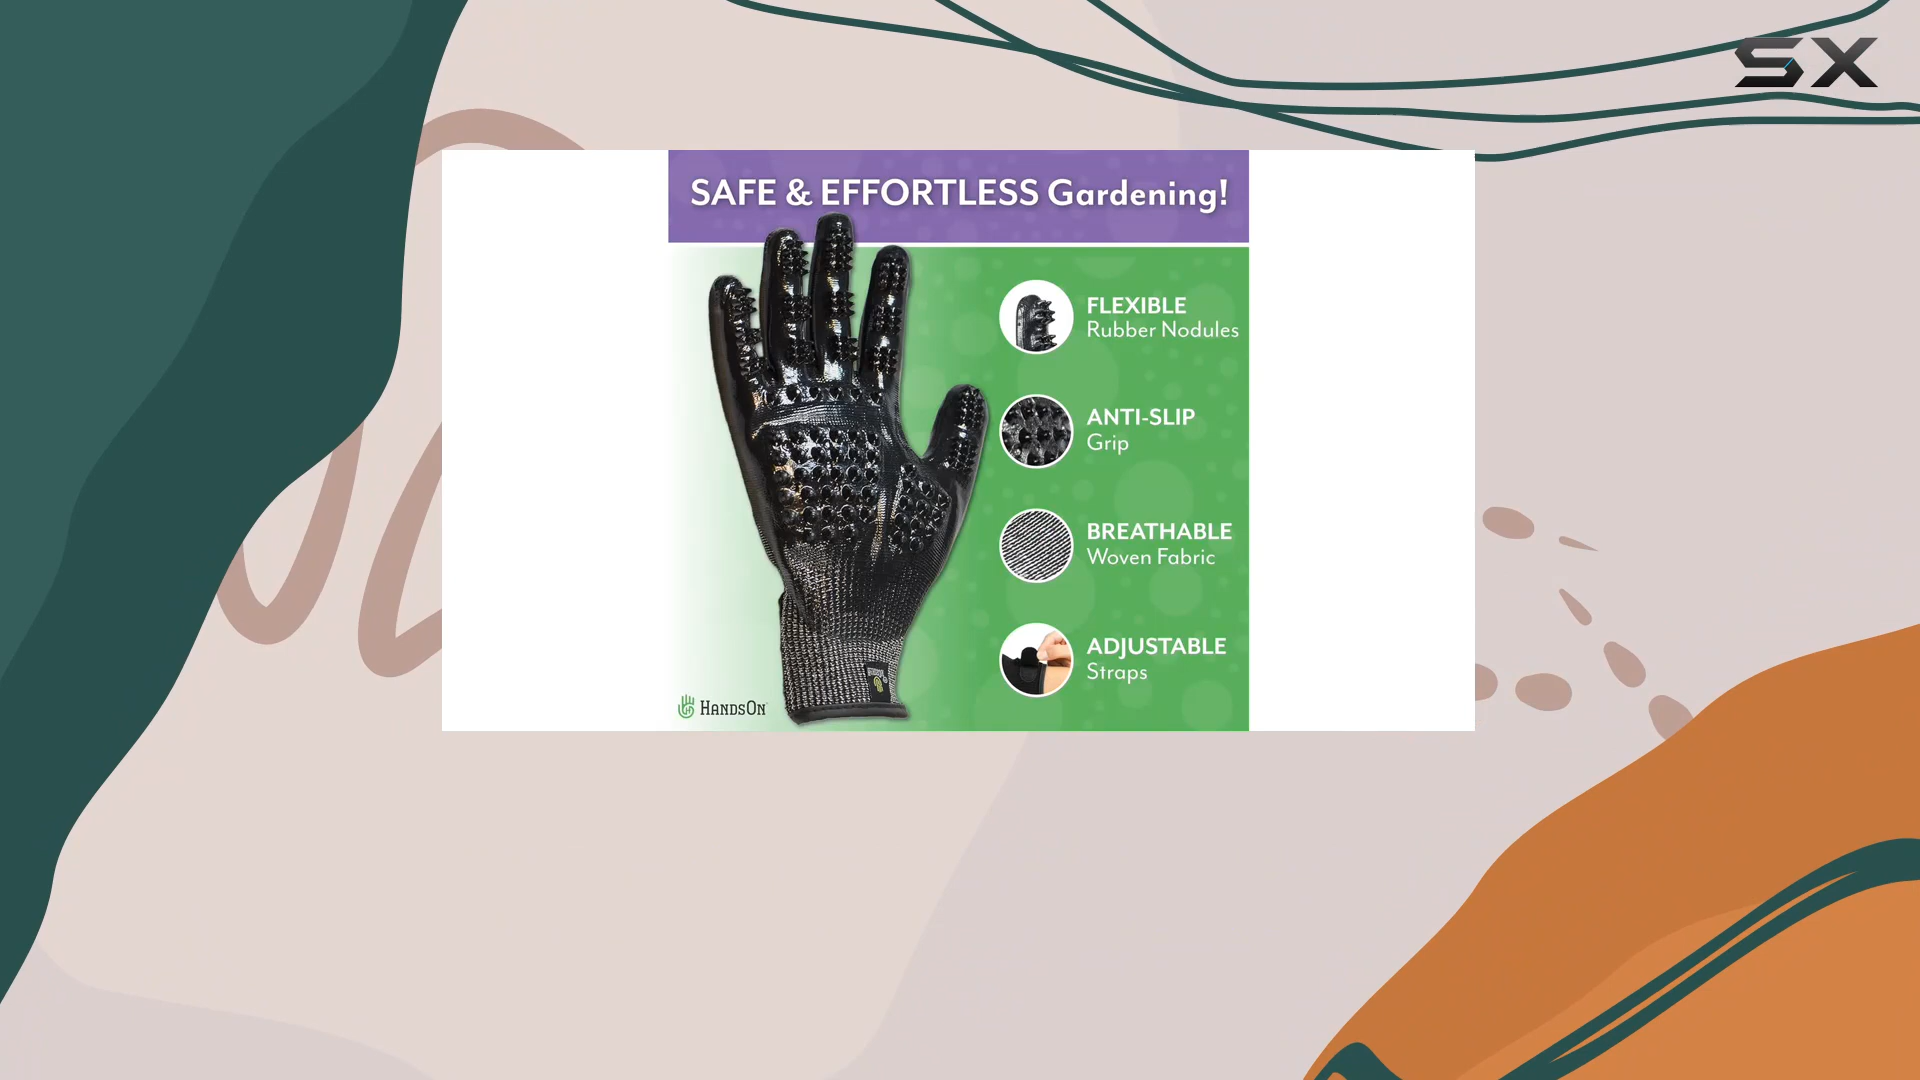 SX
SAFE & EFFORTLESS Gardening!
FLEXIBLE
Rubber Nodules
ANTI-SLIP
Grip
BREATHABLE
Woven Fabric
ADJUSTABLE
Straps
HANDSON